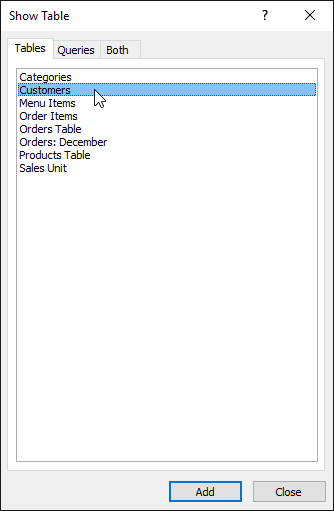 Show Table
?
Tables Queries Both
Categories
Customers
Menu Items
Order Items
Orders Table
Orders: December
Products Table
Sales Unit
Add Close